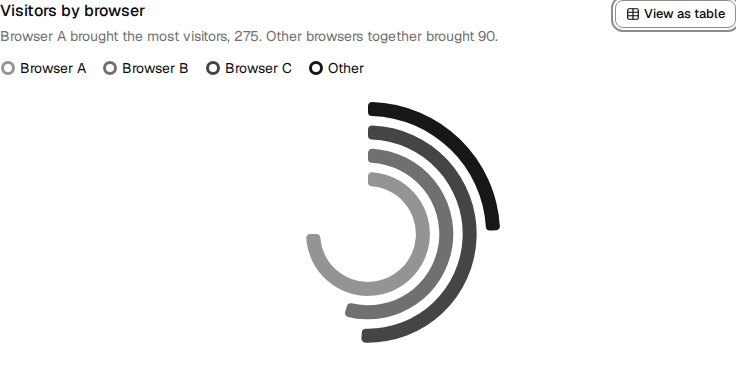 Visitors by browser
View as table
Browser A brought the most visitors, 275. Other browsers together brought 90.
Browser A Browser B Browser C Other